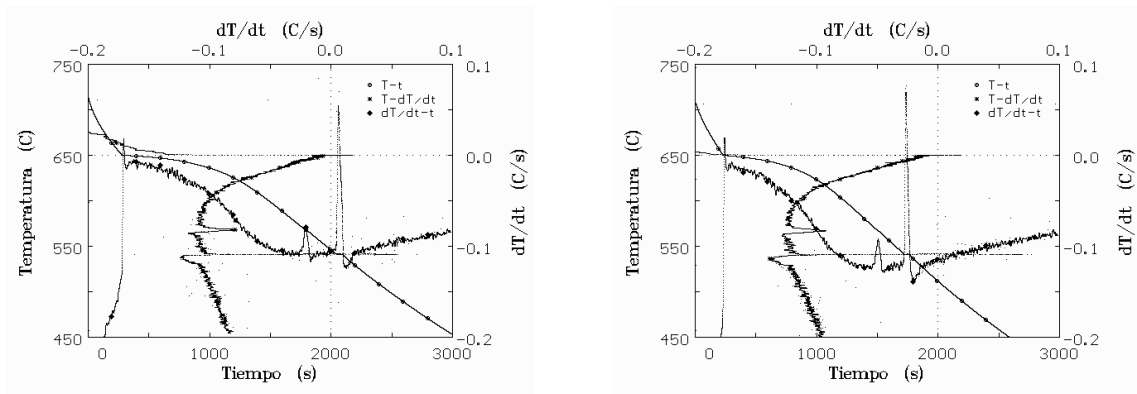 dT/dt (C/s)
-0.2 -0.1 0.0 0.1
750 0.1
T-t
T-dT/dt
dT/dt-t
650 0.0
550 -0.1
450 -0.2
Temperatura (C)
dT/dt (C/s)
0 1000 2000 3000
Tiempo (s)
dT/dt (C/s)
-0.2 -0.1 0.0 0.1
750 0.1
T-t
T-dT/dt
dT/dt-t
650 0.0
550 -0.1
450 -0.2
Temperatura (C)
dT/dt (C/s)
0 1000 2000 3000
Tiempo (s)